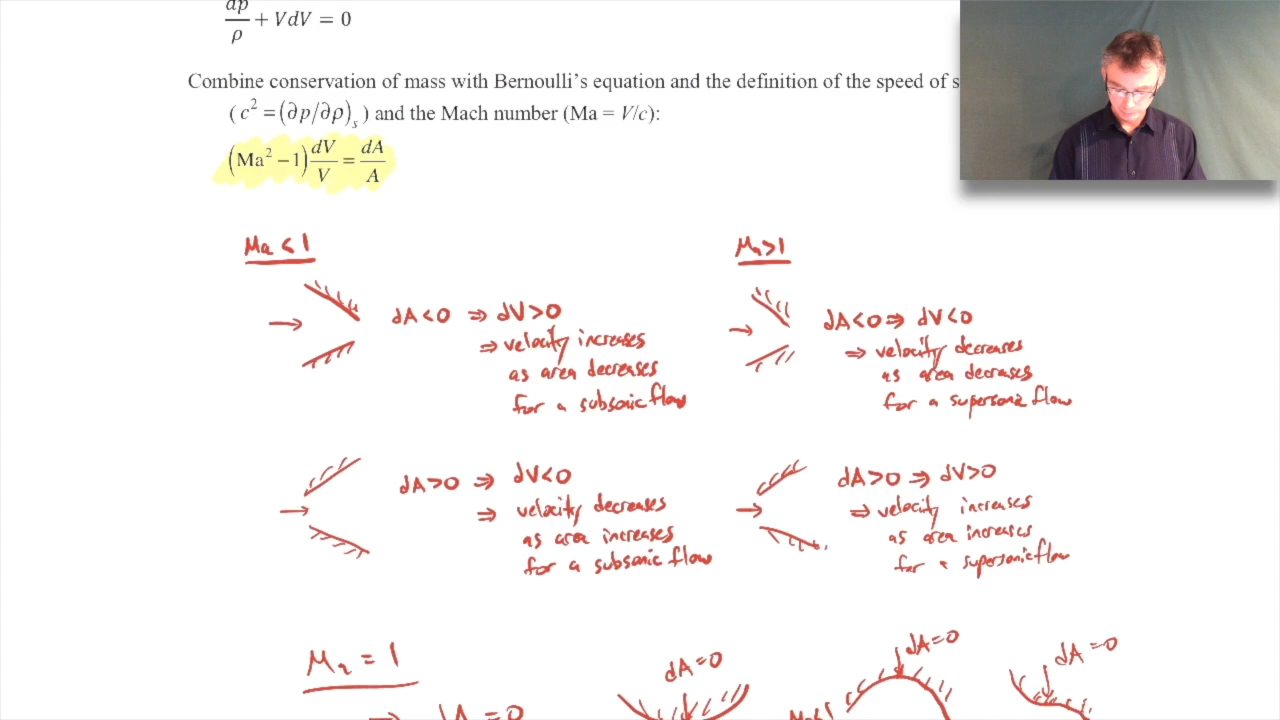 dp/ρ + VdV = 0
Combine conservation of mass with Bernoulli's equation and the definition of the speed of s
(c² = (∂p/∂ρ)ₛ) and the Mach number (Ma = V/c):
(Ma² − 1) dV/V = dA/A
Ma < 1
Ma > 1
dA < 0 ⇒ dV > 0
⇒ velocity increases
as area decreases
for a subsonic flow
dA < 0 ⇒ dV < 0
⇒ velocity decreases
as area decreases
for a supersonic flow
dA > 0 ⇒ dV < 0
⇒ velocity decreases
as area increases
for a subsonic flow
dA > 0 ⇒ dV > 0
⇒ velocity increases
as area increases
for a supersonic flow
Ma = 1
→ dA = 0
dA = 0
Ma < 1
dA = 0
dA = 0